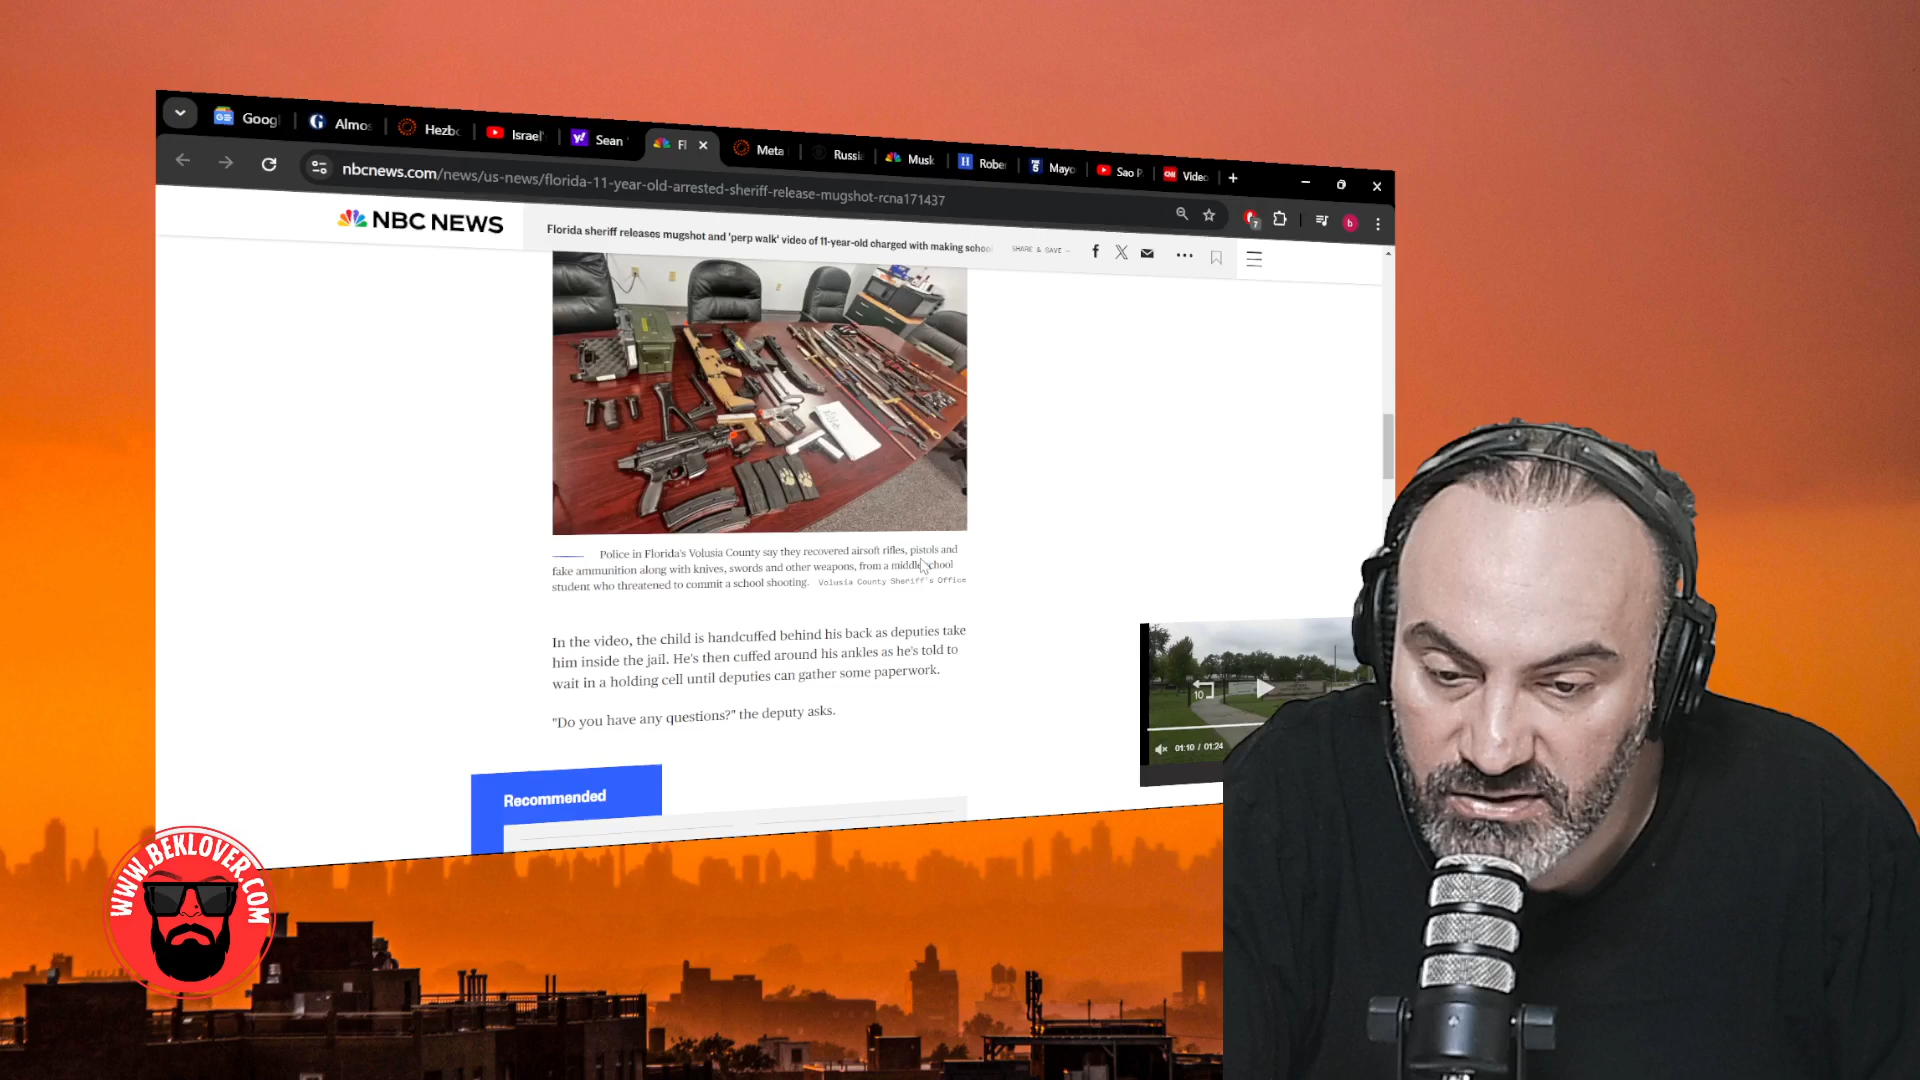 Goog
Almos
Hezbo
Israel'
Sean
Fl
Meta
Russia
Musk
Rober
Mayo
Sao P
Video
nbcnews.com/news/us-news/florida-11-year-old-arrested-sheriff-release-mugshot-rcna171437
b
NBC NEWS
Florida sheriff releases mugshot and 'perp walk' video of 11-year-old charged with making schoo
SHARE & SAVE —
Police in Florida's Volusia County say they recovered airsoft rifles, pistols and
fake ammunition along with knives, swords and other weapons, from a middle school
student who threatened to commit a school shooting. Volusia County Sheriff's Office
In the video, the child is handcuffed behind his back as deputies take
him inside the jail. He's then cuffed around his ankles as he's told to
wait in a holding cell until deputies can gather some paperwork.
"Do you have any questions?" the deputy asks.
Recommended
10
01:10 / 01:24
WWW.BEKLOVER.COM